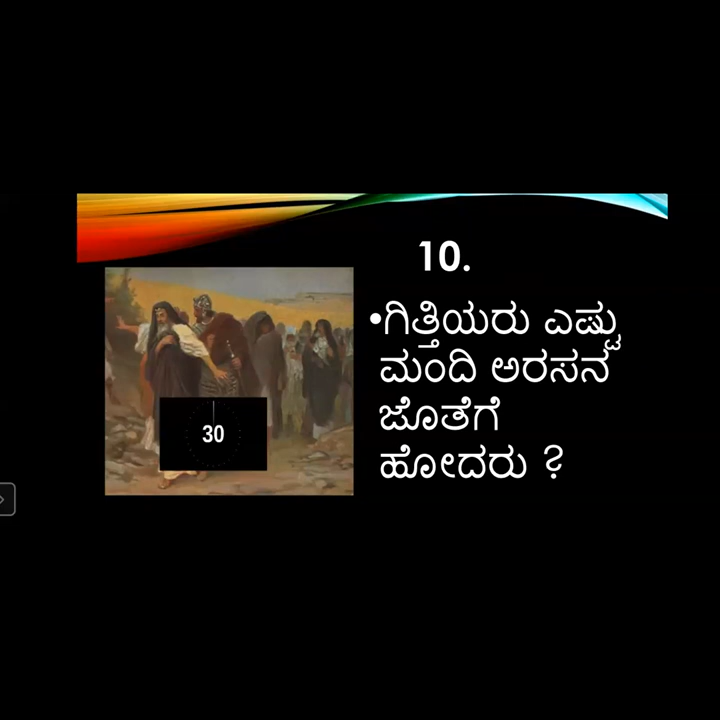 10.
•ಗಿತ್ತಿಯರು ಎಷ್ಟು
ಮಂದಿ ಅರಸನ
ಜೊತೆಗೆ
ಹೋದರು ?
30